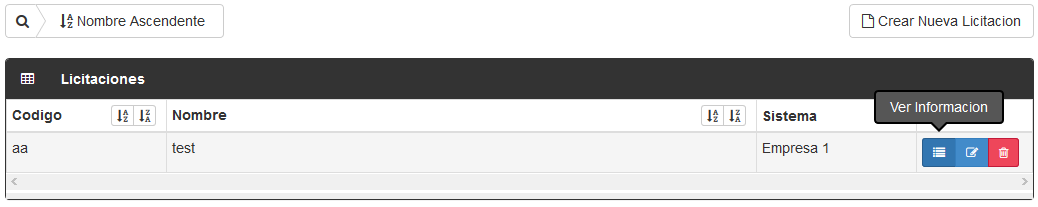 Nombre Ascendente
Crear Nueva Licitacion
Licitaciones
Ver Informacion
Codigo
Nombre
Sistema
aa
test
Empresa 1